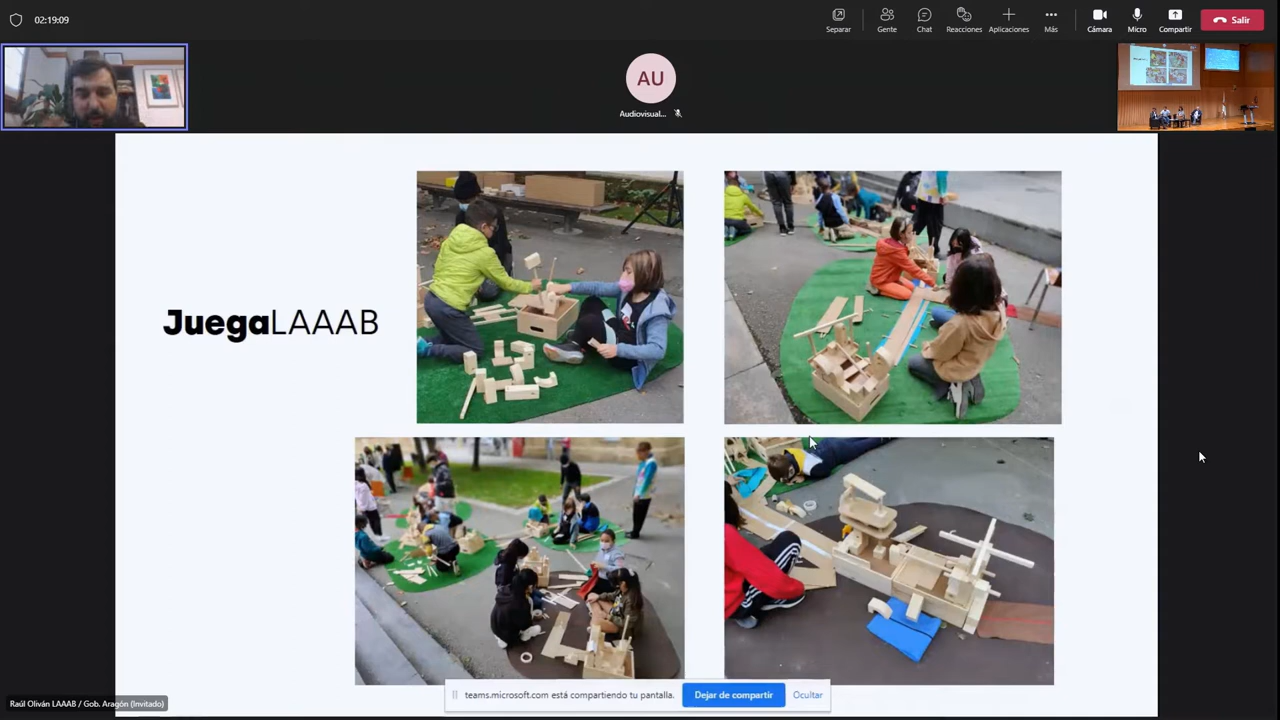 02:19:09
Separar
Gente
Chat
Reacciones
Aplicaciones
Más
Cámara
Micro
Compartir
Salir
AU
Audiovisual...
JuegaLAAAB
teams.microsoft.com está compartiendo tu pantalla.
Dejar de compartir
Ocultar
Raúl Oliván LAAAB / Gob. Aragón (Invitado)